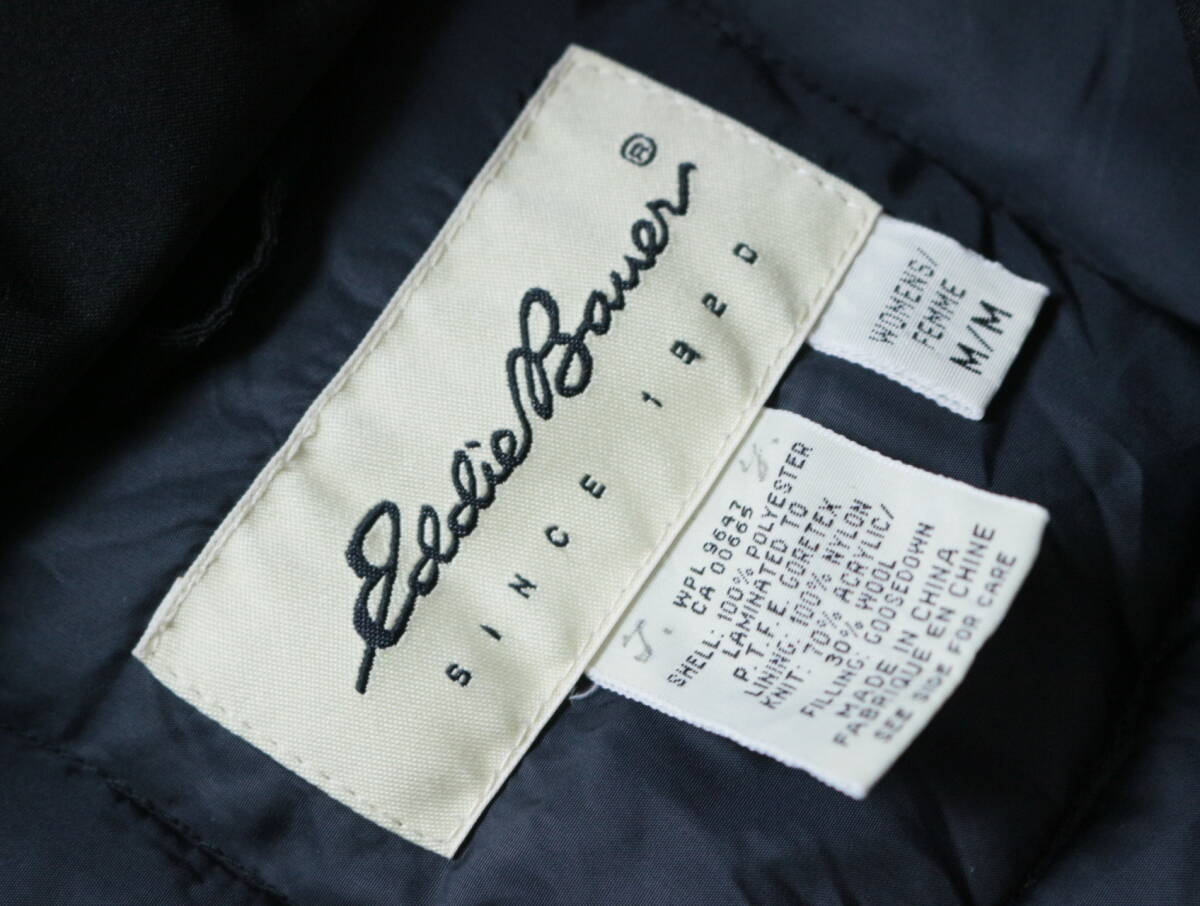 Eddie Bauer®
SINCE 1920
WOMENS/
FEMME
M/M
WPL 9647
CA 00665
SHELL: 100% POLYESTER
LAMINATED TO
P.T.F.E. GORETEX
LINING: 100% NYLON
KNIT: 70% ACRYLIC/
30% WOOL
FILLING: GOOSEDOWN
MADE IN CHINA
FABRIQUE EN CHINE
SEE SIDE FOR CARE